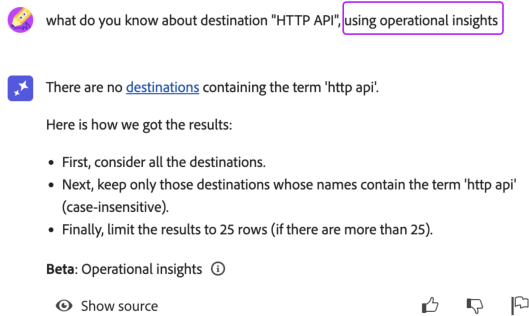 what do you know about destination "HTTP API", using operational insights
There are no destinations containing the term 'http api'.
Here is how we got the results:
• First, consider all the destinations.
• Next, keep only those destinations whose names contain the term 'http api'
(case-insensitive).
• Finally, limit the results to 25 rows (if there are more than 25).
Beta: Operational insights
Show source